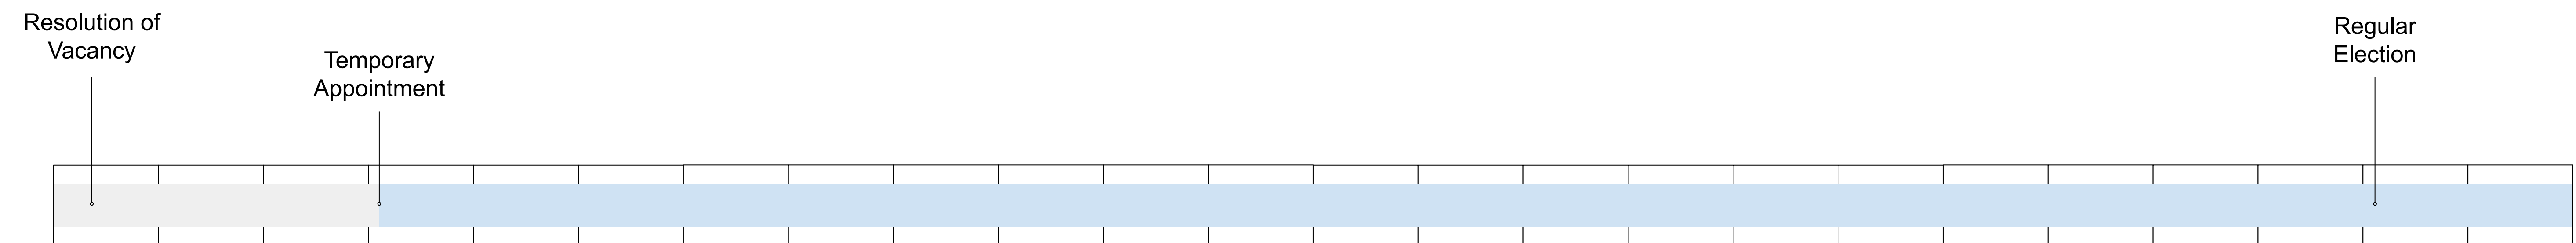 Resolution of
Vacancy
Temporary
Appointment
Regular
Election